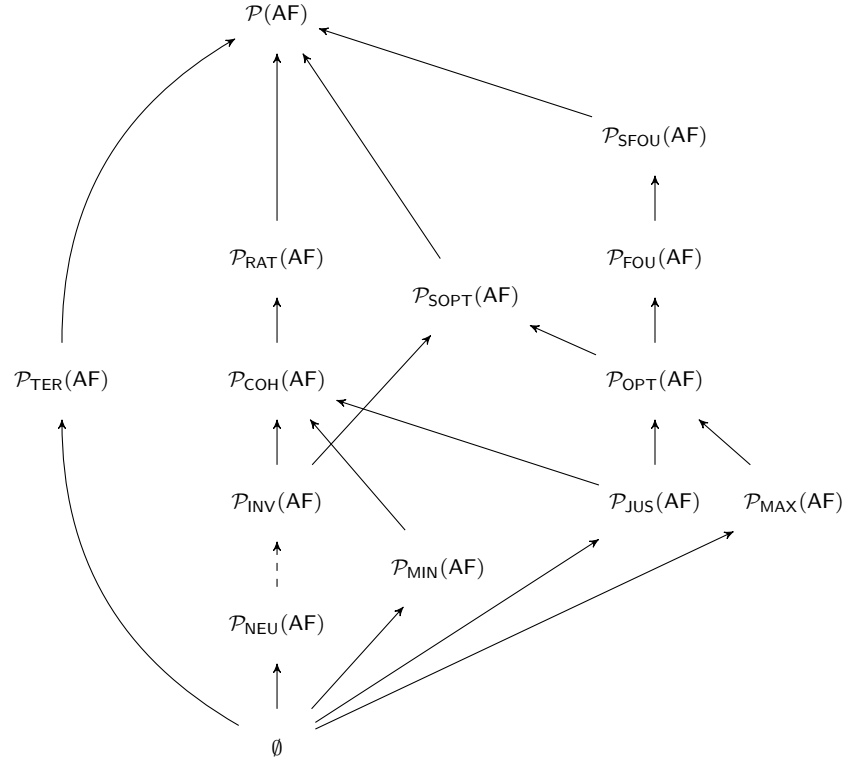 𝒫(AF)
𝒫SFOU(AF)
𝒫RAT(AF)
𝒫FOU(AF)
𝒫SOPT(AF)
𝒫TER(AF)
𝒫COH(AF)
𝒫OPT(AF)
𝒫INV(AF)
𝒫JUS(AF)
𝒫MAX(AF)
𝒫MIN(AF)
𝒫NEU(AF)
∅